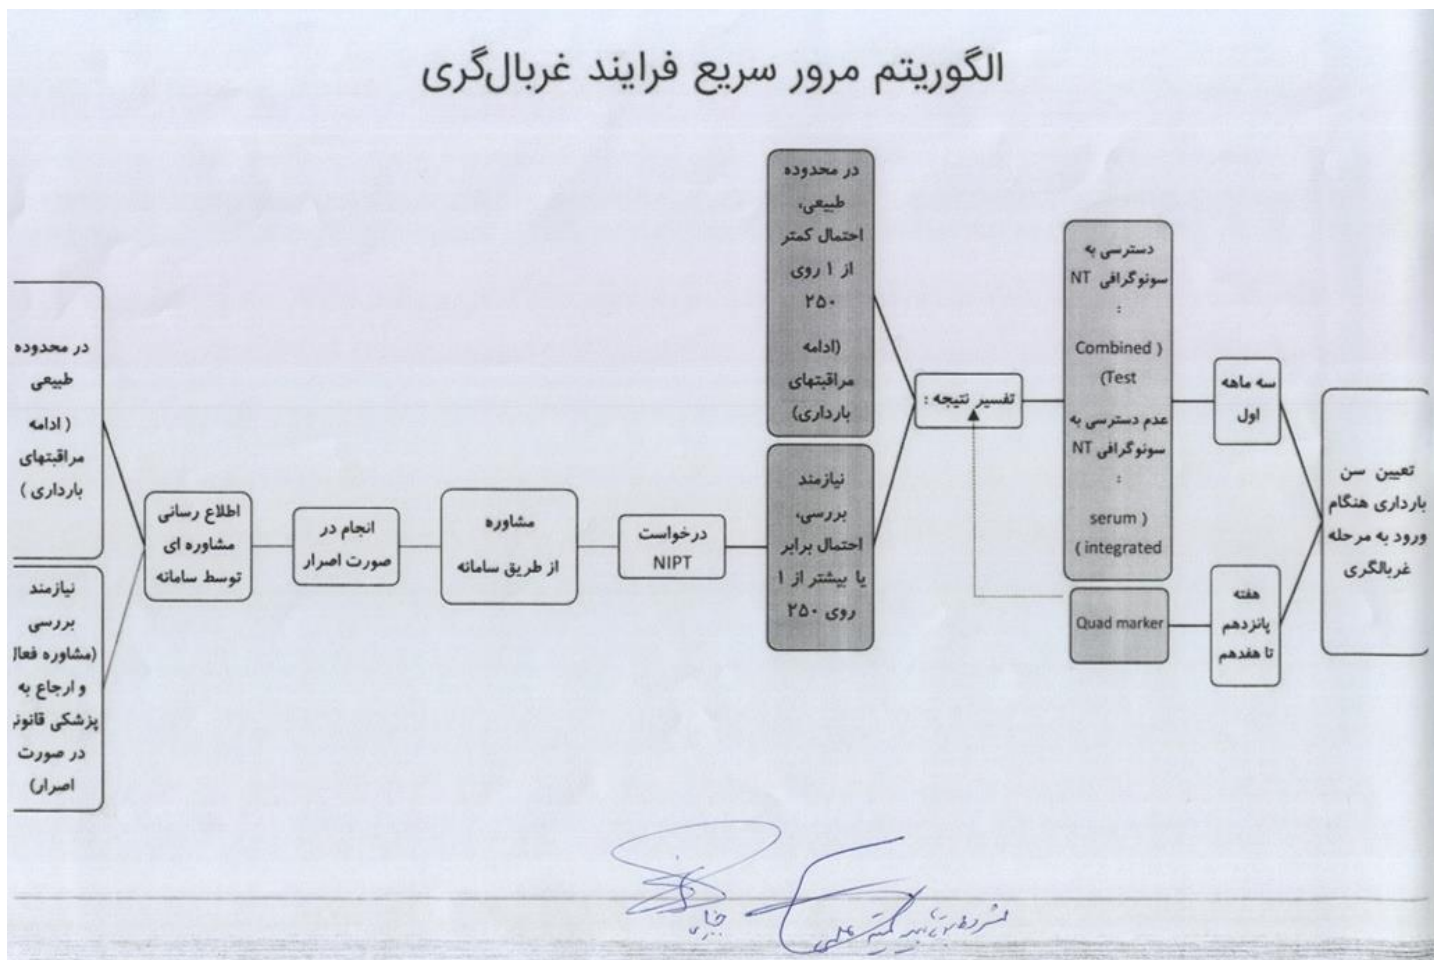 الگوریتم مرور سریع فرایند غربال‌گری
تعیین سن
بارداری هنگام
ورود به مرحله
غربالگری
سه ماهه
اول
هفته
پانزدهم
تا هفدهم
دسترسی به
سونوگرافی NT
:
Combined )
(Test
عدم دسترسی به
سونوگرافی NT
:
serum )
( integrated
Quad marker
تفسیر نتیجه :
در محدوده
طبیعی،
احتمال کمتر
از ۱ روی
۲۵۰
(ادامه
مراقبتهای
بارداری)
نیازمند
بررسی،
احتمال برابر
یا بیشتر از ۱
روی ۲۵۰
درخواست
NIPT
مشاوره
از طریق سامانه
انجام در
صورت اصرار
اطلاع رسانی
مشاوره ای
توسط سامانه
در محدوده
طبیعی
( ادامه
مراقبتهای
بارداری )
نیازمند
بررسی
(مشاوره فعال
و ارجاع به
پزشکی قانونی
در صورت
اصرار)